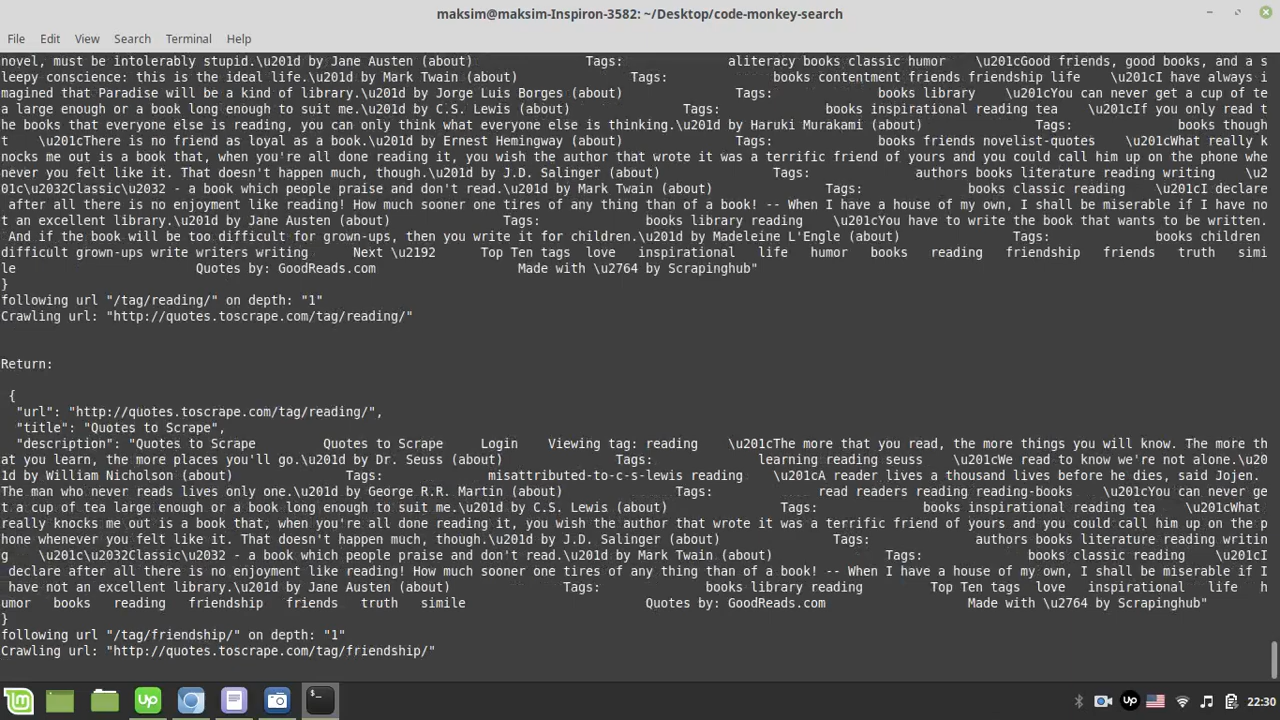 maksim@maksim-Inspiron-3582: ~/Desktop/code-monkey-search
File Edit View Search Terminal Help
novel, must be intolerably stupid.\u201d by Jane Austen (about) Tags: aliteracy books classic humor \u201cGood friends, good books, and a s
leepy conscience: this is the ideal life.\u201d by Mark Twain (about) Tags: books contentment friends friendship life \u201cI have always i
magined that Paradise will be a kind of library.\u201d by Jorge Luis Borges (about) Tags: books library \u201cYou can never get a cup of te
a large enough or a book long enough to suit me.\u201d by C.S. Lewis (about) Tags: books inspirational reading tea \u201cIf you only read t
he books that everyone else is reading, you can only think what everyone else is thinking.\u201d by Haruki Murakami (about) Tags: books though
t \u201cThere is no friend as loyal as a book.\u201d by Ernest Hemingway (about) Tags: books friends novelist-quotes \u201cWhat really k
nocks me out is a book that, when you're all done reading it, you wish the author that wrote it was a terrific friend of yours and you could call him up on the phone whe
never you felt like it. That doesn't happen much, though.\u201d by J.D. Salinger (about) Tags: authors books literature reading writing \u2
01c\u2032Classic\u2032 - a book which people praise and don't read.\u201d by Mark Twain (about) Tags: books classic reading \u201cI declare
after all there is no enjoyment like reading! How much sooner one tires of any thing than of a book! -- When I have a house of my own, I shall be miserable if I have no
t an excellent library.\u201d by Jane Austen (about) Tags: books library reading \u201cYou have to write the book that wants to be written.
And if the book will be too difficult for grown-ups, then you write it for children.\u201d by Madeleine L'Engle (about) Tags: books children
difficult grown-ups write writers writing Next \u2192 Top Ten tags love inspirational life humor books reading friendship friends truth simi
le Quotes by: GoodReads.com Made with \u2764 by Scrapinghub"
}
following url "/tag/reading/" on depth: "1"
Crawling url: "http://quotes.toscrape.com/tag/reading/"
Return:
{
"url": "http://quotes.toscrape.com/tag/reading/",
"title": "Quotes to Scrape",
"description": "Quotes to Scrape Quotes to Scrape Login Viewing tag: reading \u201cThe more that you read, the more things you will know. The more th
at you learn, the more places you'll go.\u201d by Dr. Seuss (about) Tags: learning reading seuss \u201cWe read to know we're not alone.\u20
1d by William Nicholson (about) Tags: misattributed-to-c-s-lewis reading \u201cA reader lives a thousand lives before he dies, said Jojen.
The man who never reads lives only one.\u201d by George R.R. Martin (about) Tags: read readers reading reading-books \u201cYou can never ge
t a cup of tea large enough or a book long enough to suit me.\u201d by C.S. Lewis (about) Tags: books inspirational reading tea \u201cWhat
really knocks me out is a book that, when you're all done reading it, you wish the author that wrote it was a terrific friend of yours and you could call him up on the p
hone whenever you felt like it. That doesn't happen much, though.\u201d by J.D. Salinger (about) Tags: authors books literature reading writin
g \u201c\u2032Classic\u2032 - a book which people praise and don't read.\u201d by Mark Twain (about) Tags: books classic reading \u201cI
declare after all there is no enjoyment like reading! How much sooner one tires of any thing than of a book! -- When I have a house of my own, I shall be miserable if I
have not an excellent library.\u201d by Jane Austen (about) Tags: books library reading Top Ten tags love inspirational life h
umor books reading friendship friends truth simile Quotes by: GoodReads.com Made with \u2764 by Scrapinghub"
}
following url "/tag/friendship/" on depth: "1"
Crawling url: "http://quotes.toscrape.com/tag/friendship/"
up
$_
up
22:30